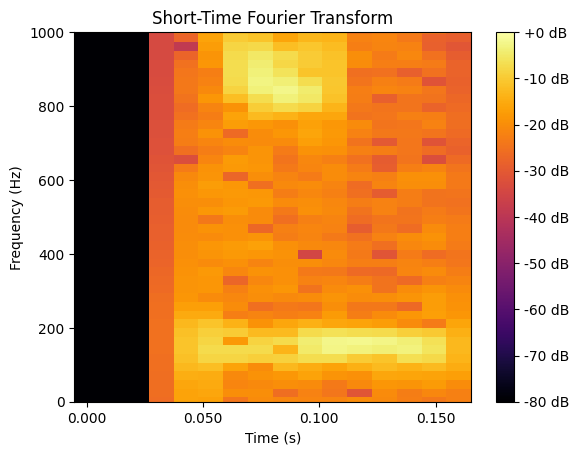 Short-Time Fourier Transform
1000
800
600
400
200
0
Frequency (Hz)
0.000
0.050
0.100
0.150
Time (s)
+0 dB
-10 dB
-20 dB
-30 dB
-40 dB
-50 dB
-60 dB
-70 dB
-80 dB